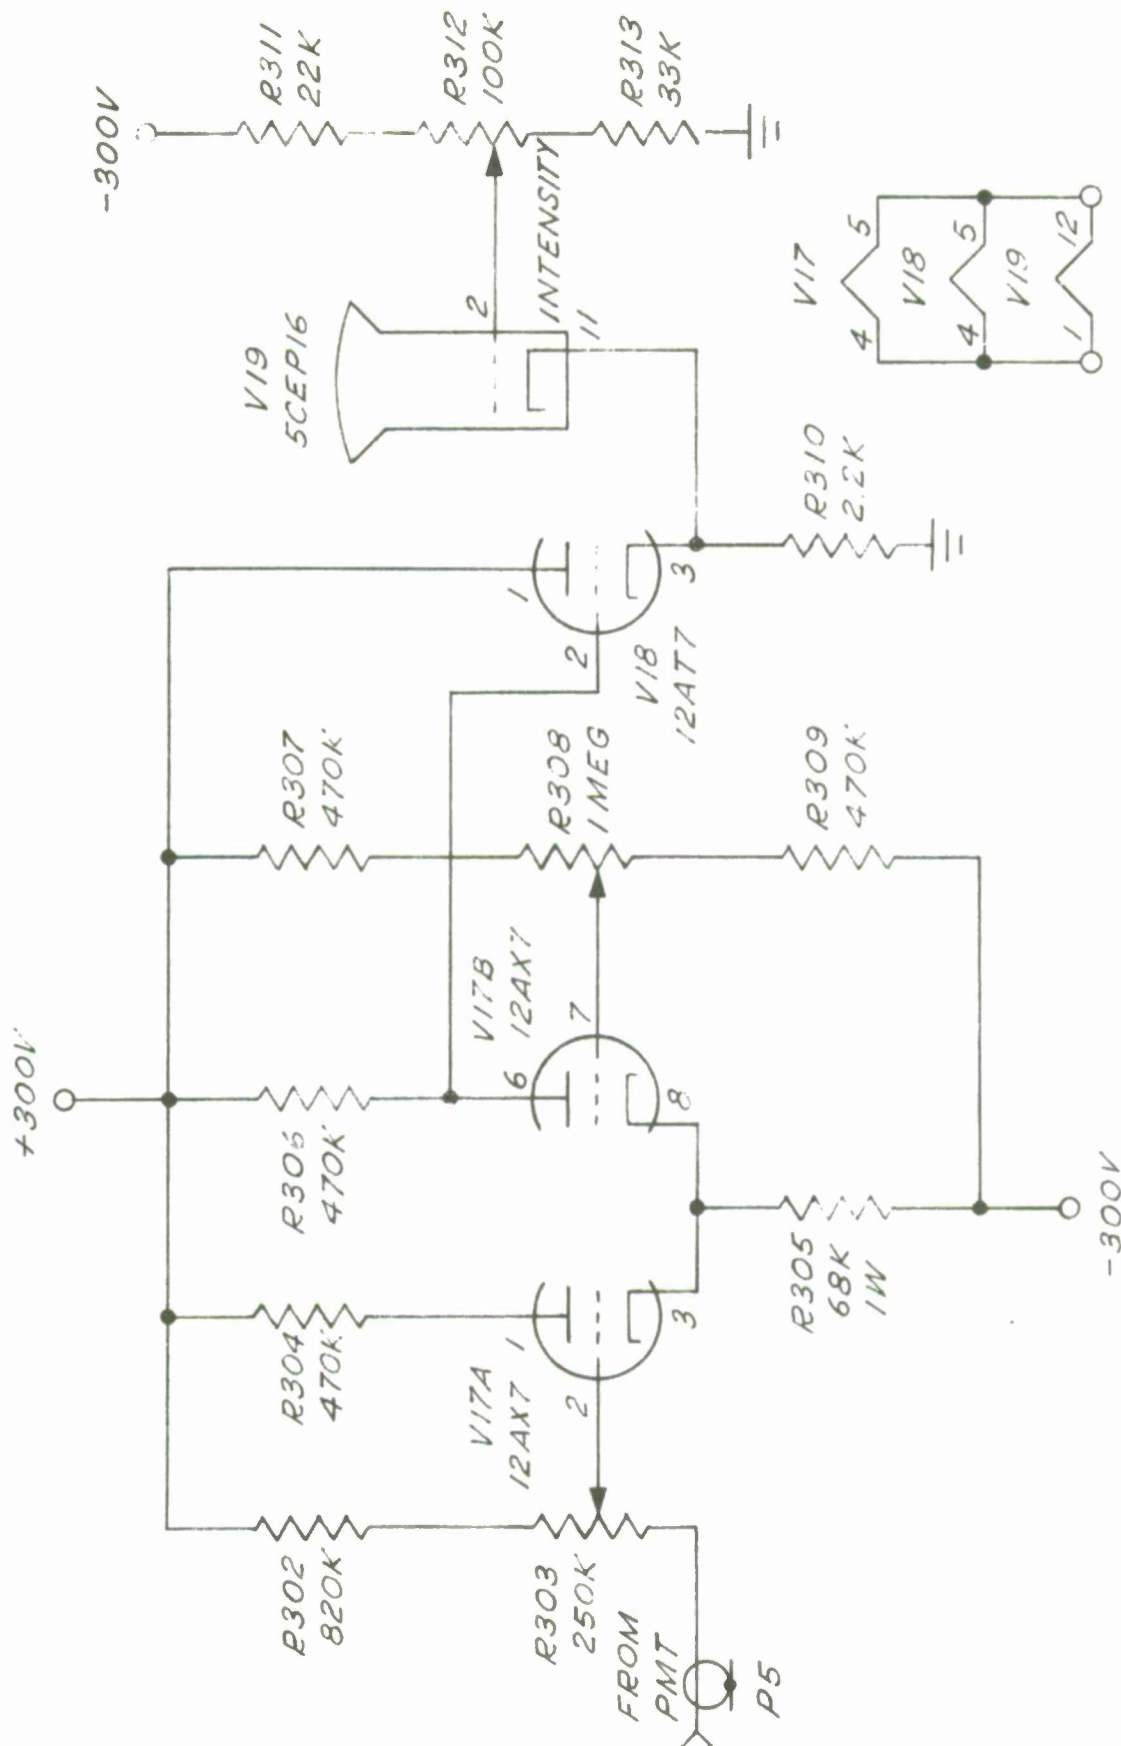 -300V
R311
22K
R312
100K
R313
33K
INTENSITY
2
11
V19
5CEP16
V17
4
5
V18
4
5
V19
1
12
R310
2.2K
1
2
3
V18
12AT7
R307
470K
R308
1 MEG
R309
470K
+300V
V17B
12AX7
6
7
8
R306
470K
R304
470K
V17A
12AX7
1
2
3
R305
68K
1W
-300V
R302
820K
R303
250K
FROM
PMT
P5